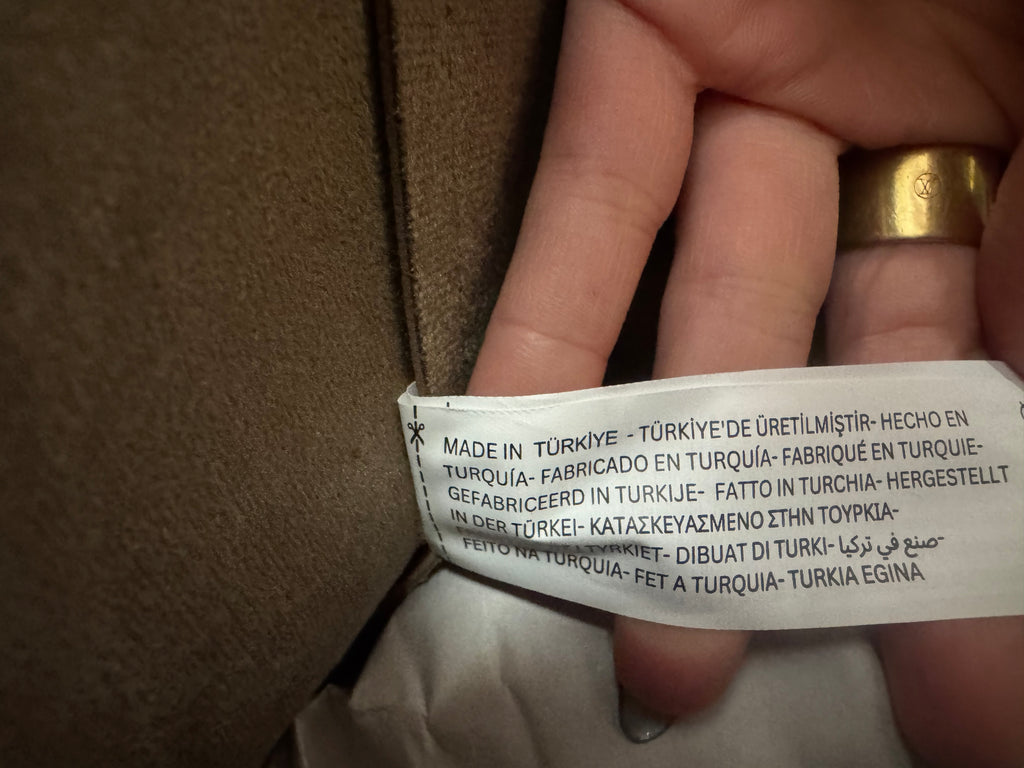 MADE IN TÜRKİYE - TÜRKİYE'DE ÜRETİLMİŞTİR- HECHO EN
TURQUÍA- FABRICADO EN TURQUÍA- FABRIQUÉ EN TURQUIE-
GEFABRICEERD IN TURKIJE- FATTO IN TURCHIA- HERGESTELLT
IN DER TÜRKEI- ΚΑΤΑΣΚΕΥΑΣΜΕΝΟ ΣΤΗΝ ΤΟΥΡΚΙΑ-
TYRKIET- DIBUAT DI TURKI- صنع في تركيا-
FEITO NA TURQUIA- FET A TURQUIA- TURKIA EGINA